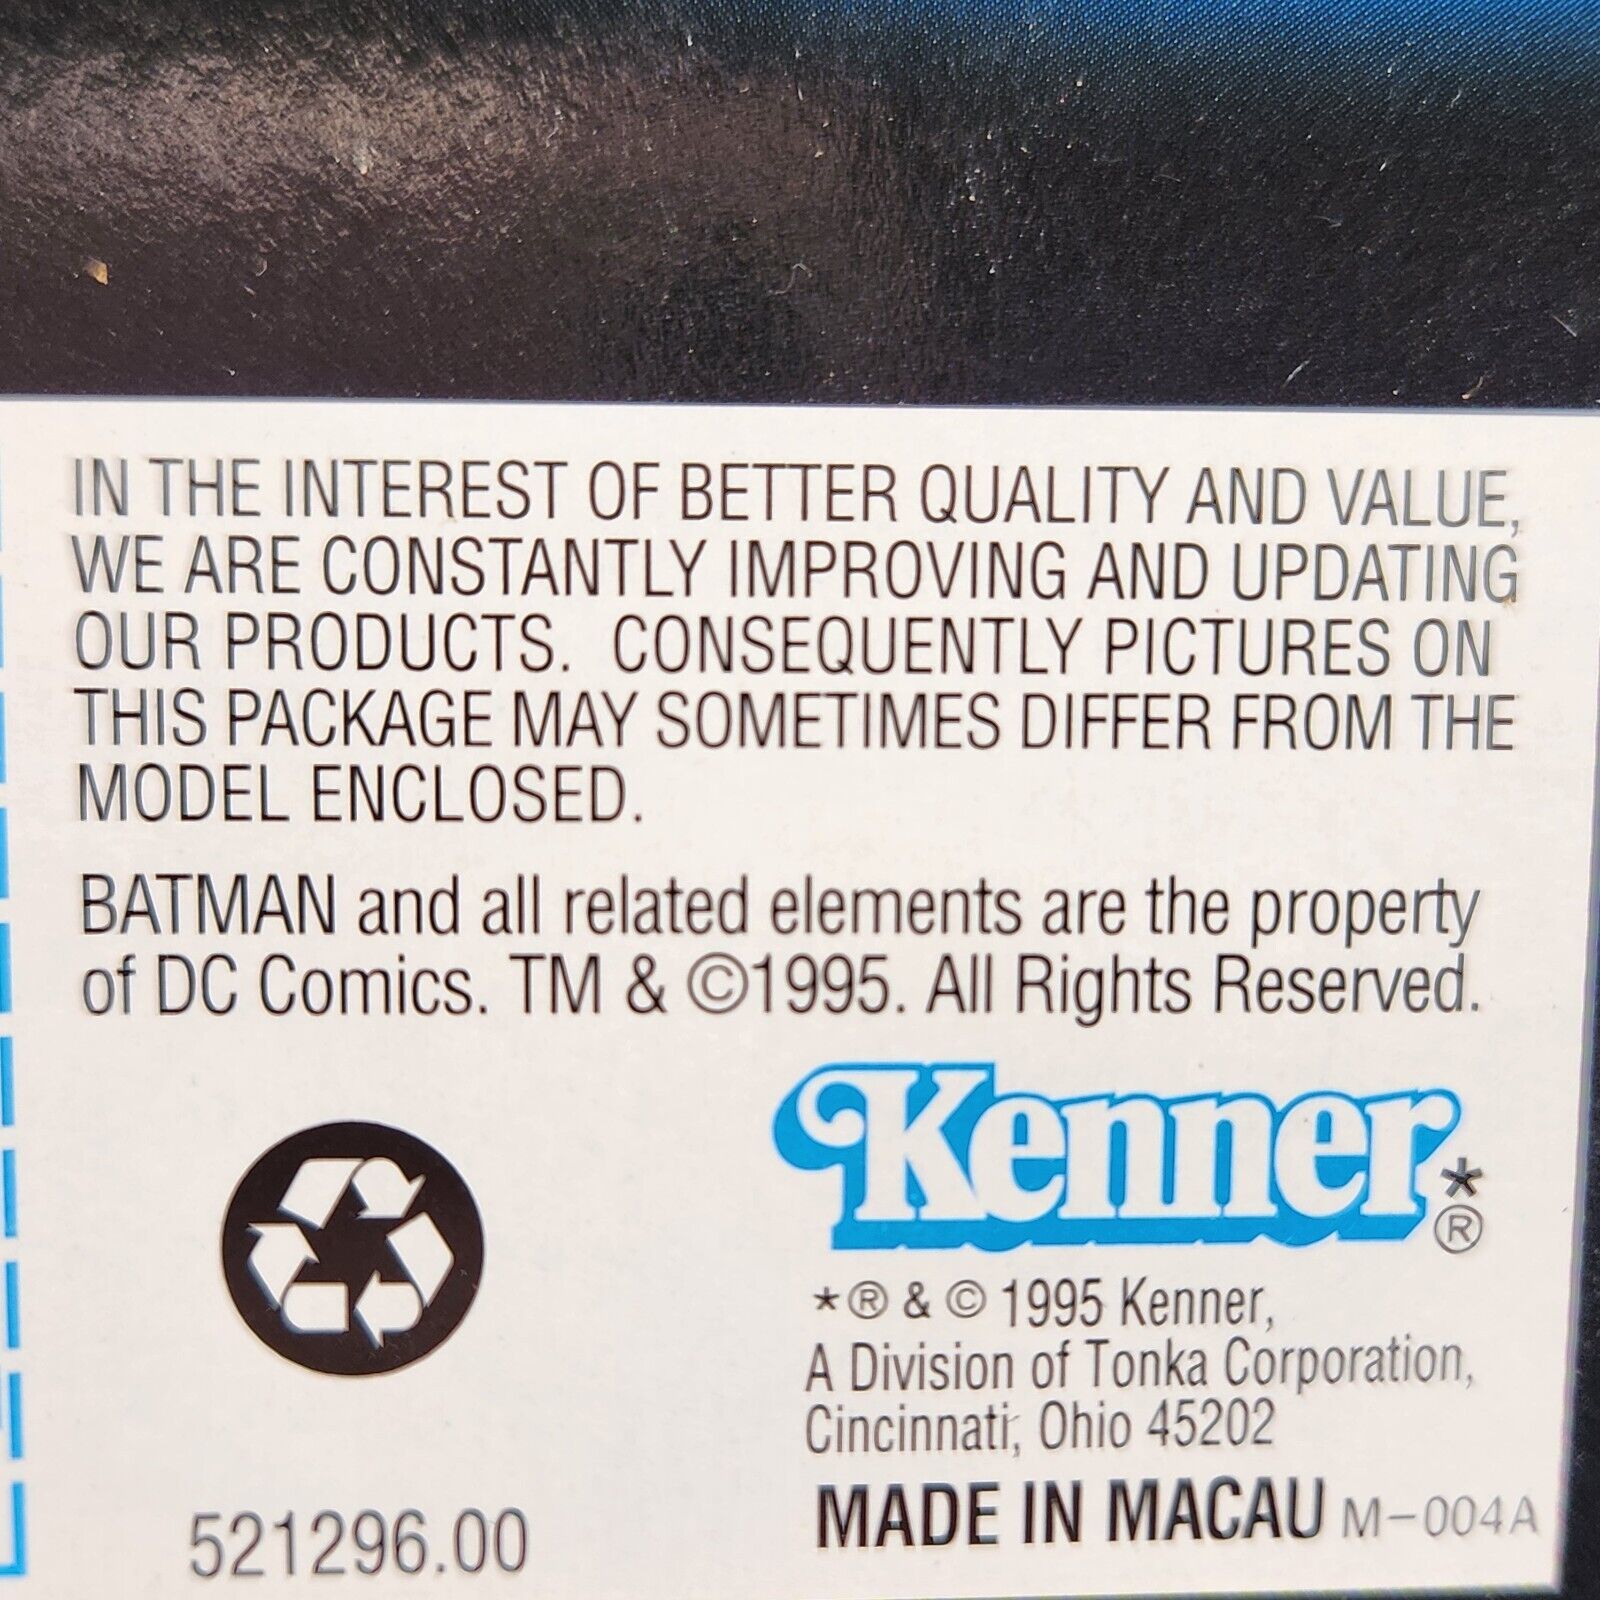 IN THE INTEREST OF BETTER QUALITY AND VALUE,
WE ARE CONSTANTLY IMPROVING AND UPDATING
OUR PRODUCTS. CONSEQUENTLY PICTURES ON
THIS PACKAGE MAY SOMETIMES DIFFER FROM THE
MODEL ENCLOSED.
BATMAN and all related elements are the property
of DC Comics. TM & ©1995. All Rights Reserved.
Kenner*®
*® & © 1995 Kenner,
A Division of Tonka Corporation,
Cincinnati, Ohio 45202
MADE IN MACAU M-004A
521296.00